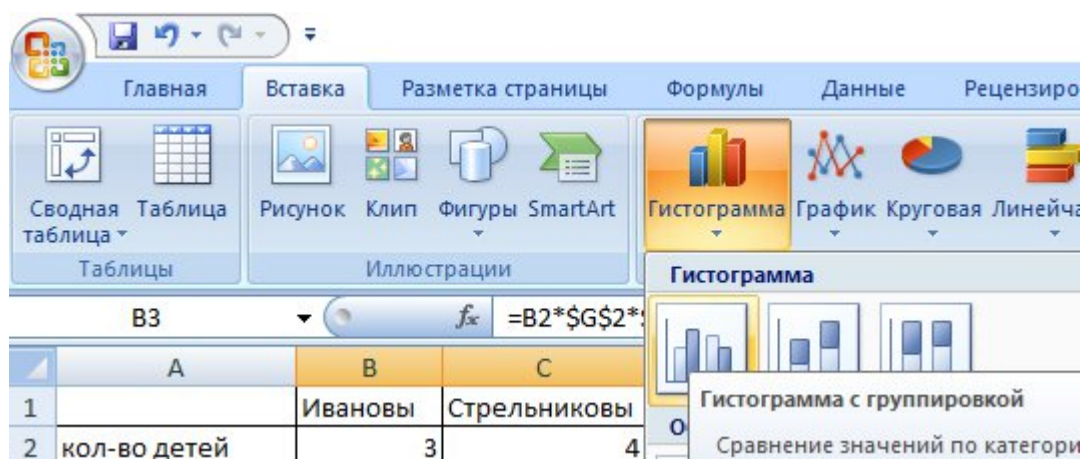 Главная Вставка Разметка страницы Формулы Данные
Сводная таблица Таблица Рисунок Клип Фигуры SmartArt Гистограмма График Круговая
Таблицы Иллюстрации
Гистограмма
B3 fx =B2*$G$2*
A B C
1 Ивановы Стрельниковы
Гистограмма с группировкой
2 кол-во детей 3 4
Сравнение значений по